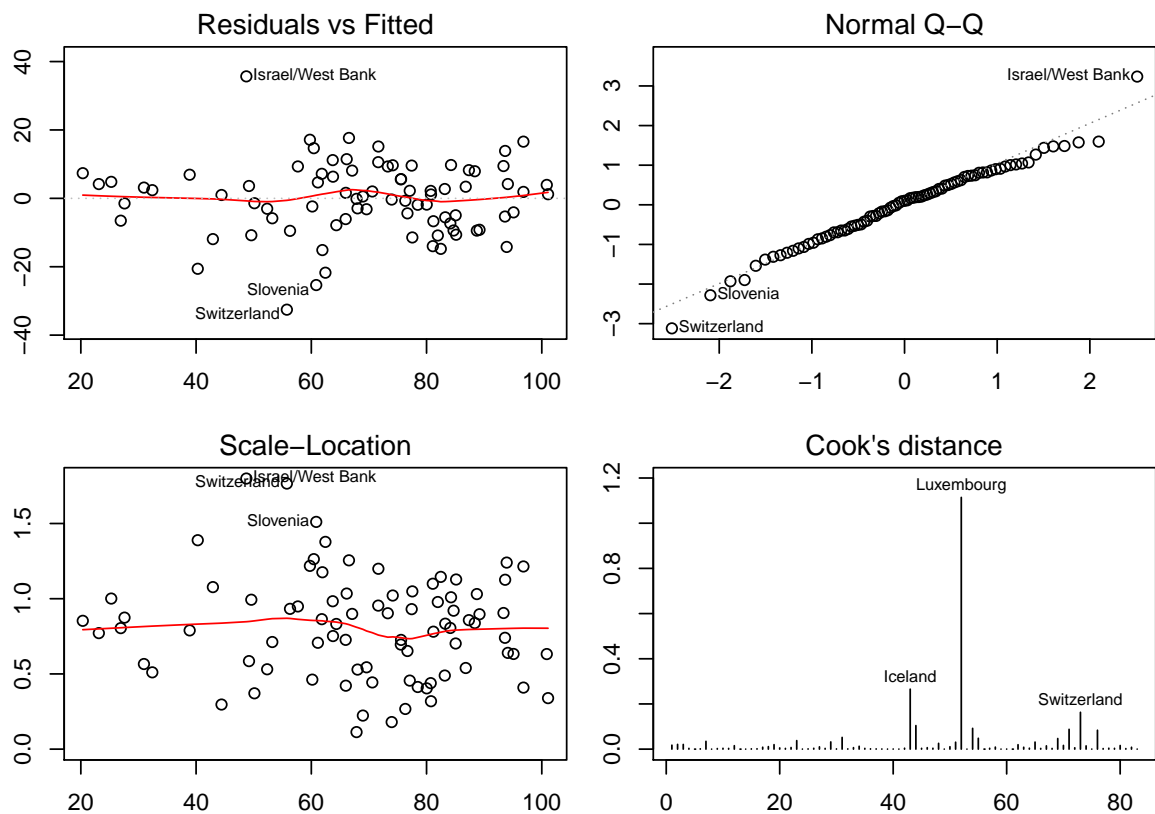 Residuals vs Fitted
40
20
0
−20
−40
Israel/West Bank
Slovenia
Switzerland
20 40 60 80 100
Normal Q−Q
3
2
1
0
−1
−3
Israel/West Bank
Slovenia
Switzerland
−2 −1 0 1 2
Scale−Location
1.5
1.0
0.5
0.0
Israel/West Bank
Switzerland
Slovenia
20 40 60 80 100
Cook's distance
1.2
0.8
0.4
0.0
Luxembourg
Iceland
Switzerland
0 20 40 60 80